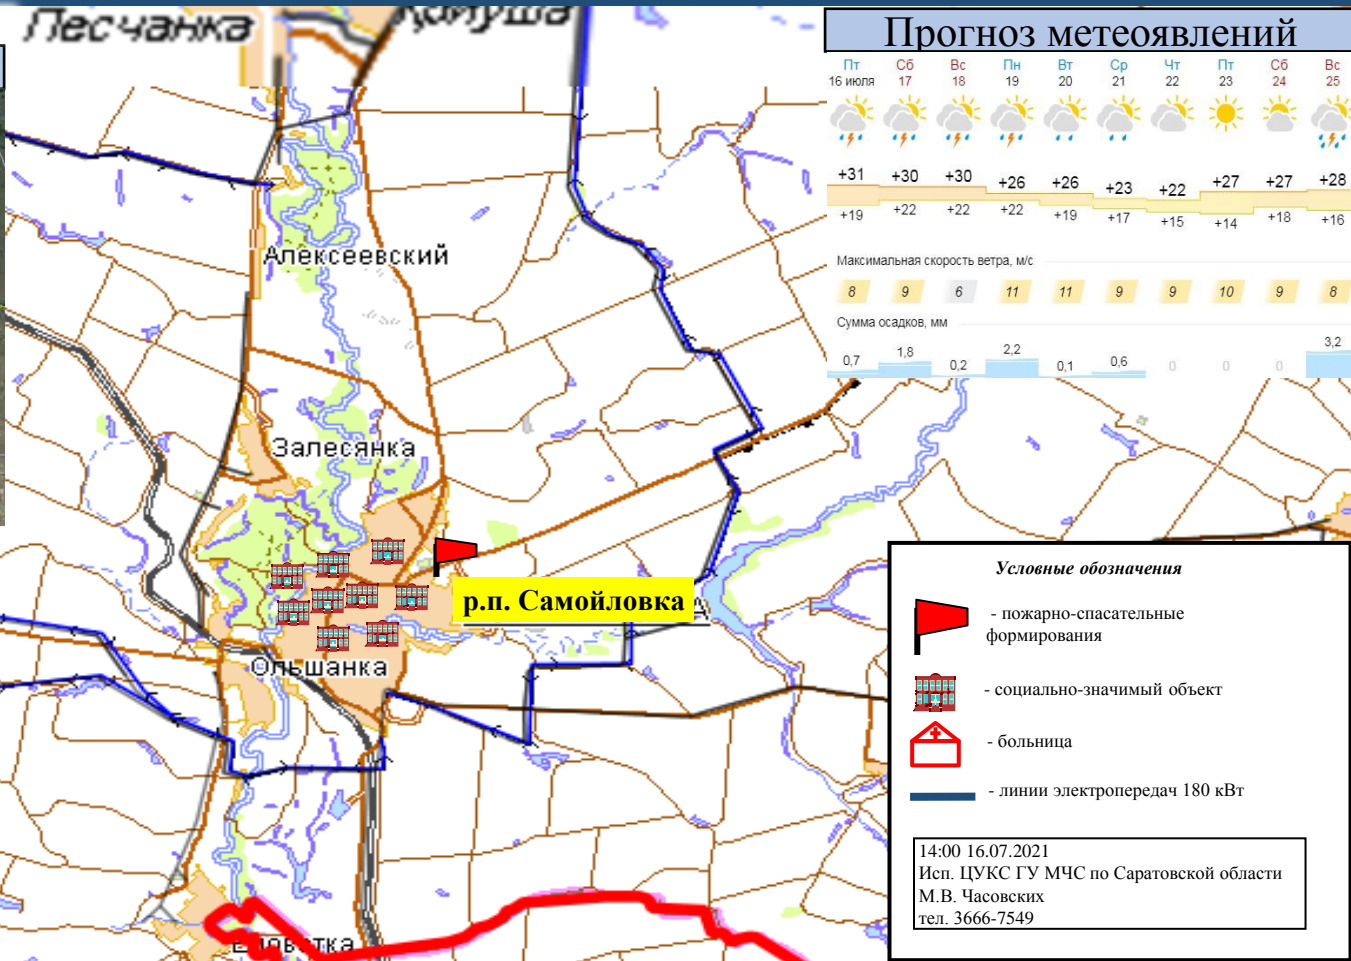 Песчанка
Прогноз метеоявлений
Пт Сб Вс Пн Вт Ср Чт Пт Сб Вс
16 июля 17 18 19 20 21 22 23 24 25
+31 +30 +30 +26 +26 +23 +22 +27 +27 +28
+19 +22 +22 +22 +19 +17 +15 +14 +18 +16
Максимальная скорость ветра, м/с
8 9 6 11 11 9 9 10 9 8
Сумма осадков, мм
0,7 1,8 0,2 2,2 0,1 0,6 0 0 0 3,2
Алексеевский
Залесянка
р.п. Самойловка
Ольшанка
Еловатка
Условные обозначения
- пожарно-спасательные
формирования
- социально-значимый объект
- больница
- линии электропередач 180 кВт
14:00 16.07.2021
Исп. ЦУКС ГУ МЧС по Саратовской области
М.В. Часовских
тел. 3666-7549